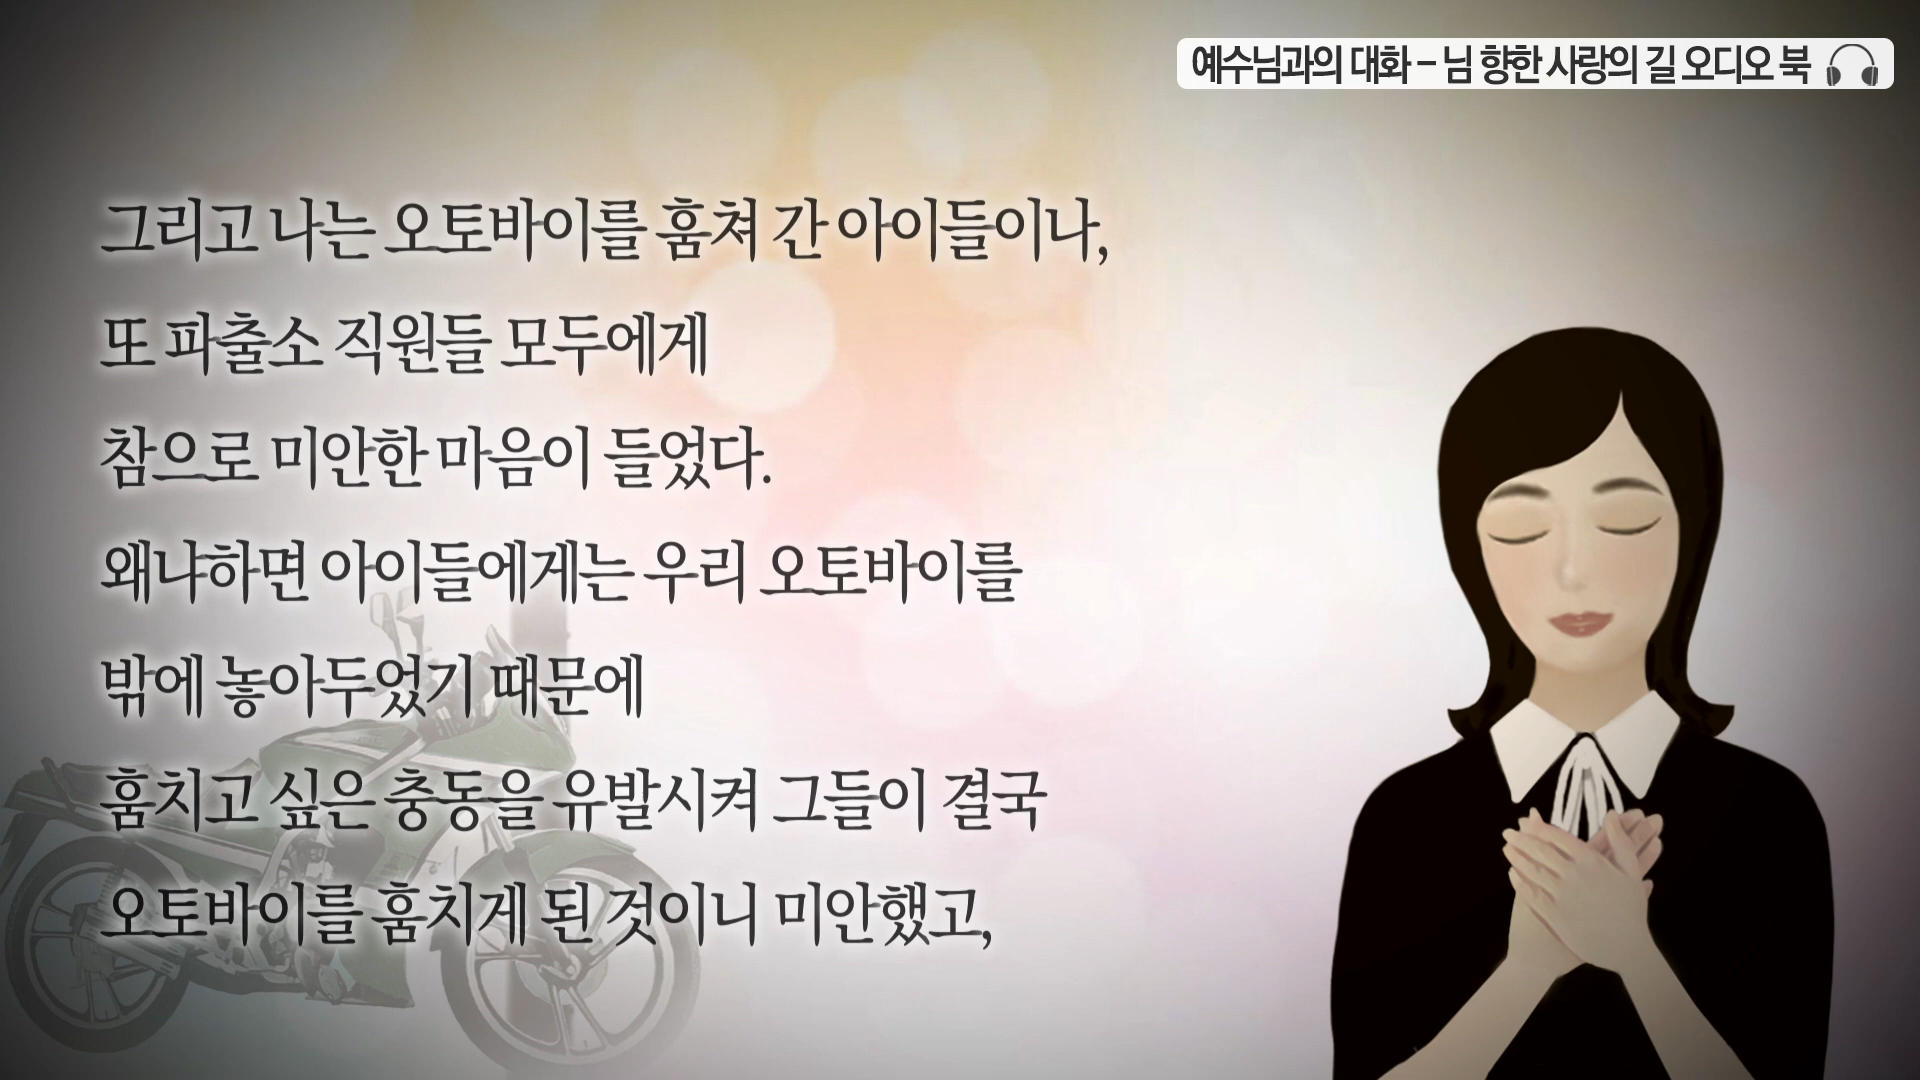 예수님과의 대화 - 님 향한 사랑의 길 오디오 북
그리고 나는 오토바이를 훔쳐 간 아이들이나,
또 파출소 직원들 모두에게
참으로 미안한 마음이 들었다.
왜냐하면 아이들에게는 우리 오토바이를
밖에 놓아두었기 때문에
훔치고 싶은 충동을 유발시켜 그들이 결국
오토바이를 훔치게 된 것이니 미안했고,